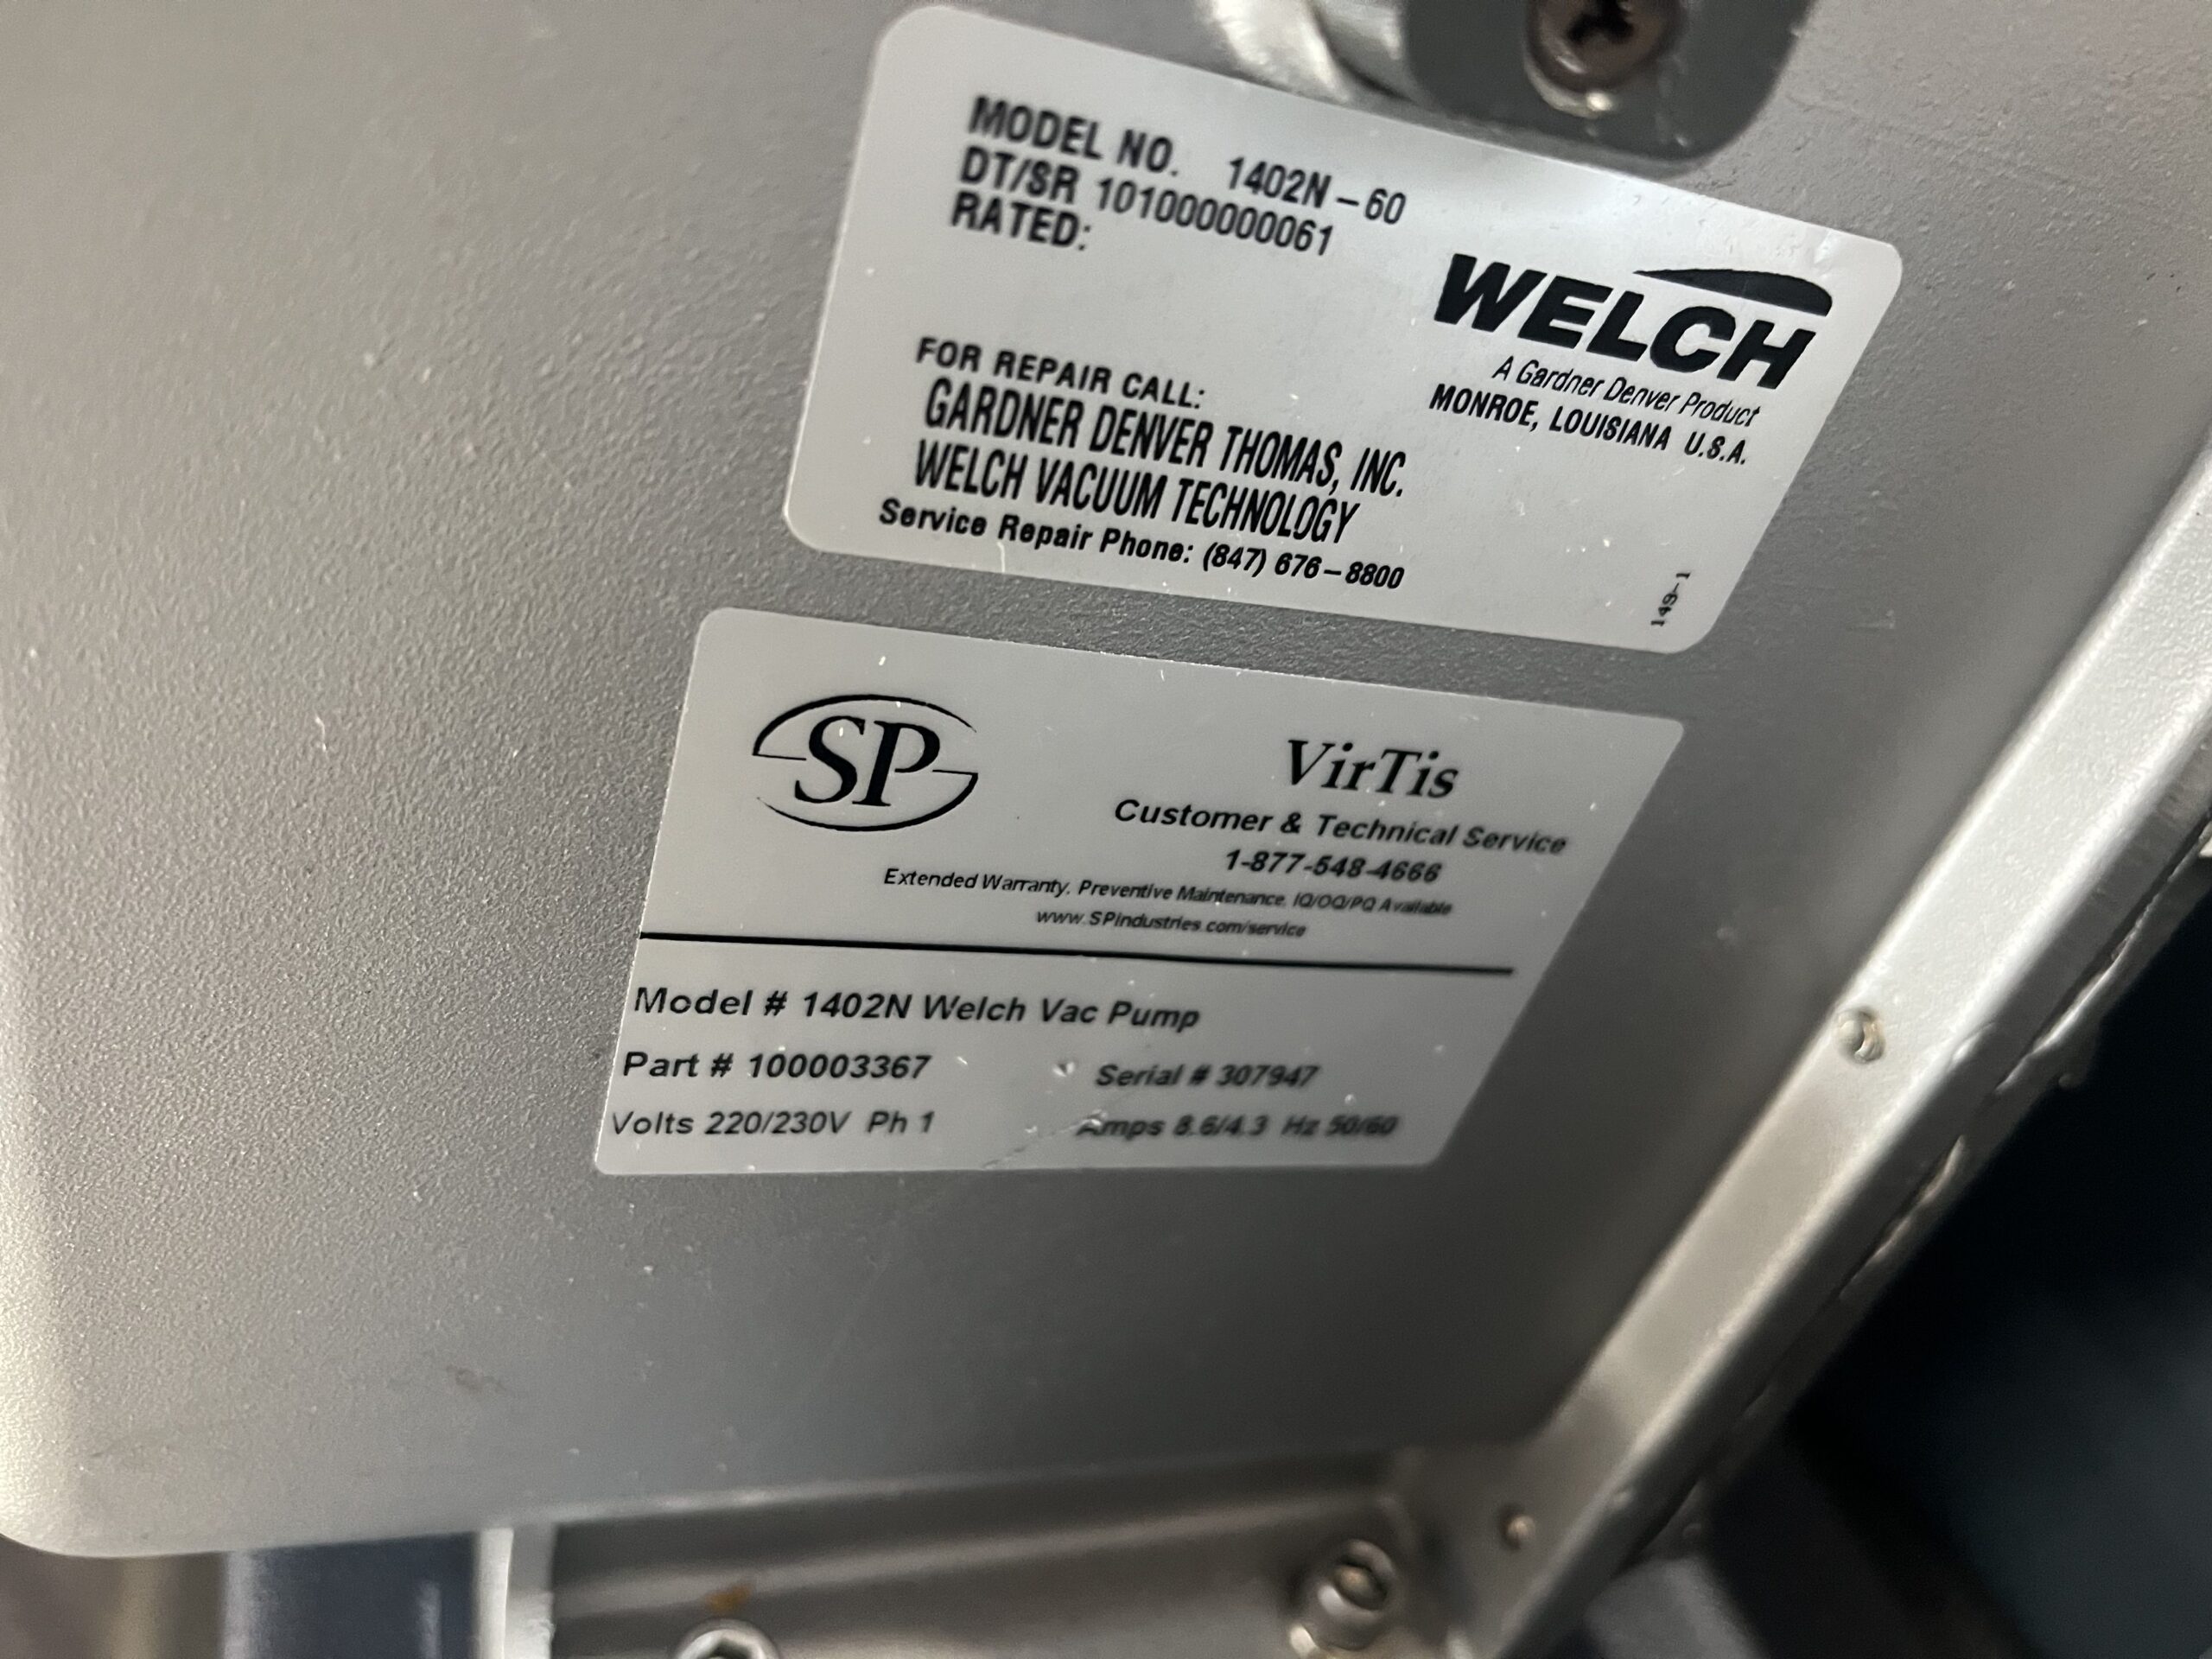 MODEL NO. 1402N-60
DT/SR 101000000061
RATED:
WELCH
A Gardner Denver Product
MONROE, LOUISIANA U.S.A.
FOR REPAIR CALL:
GARDNER DENVER THOMAS, INC.
WELCH VACUUM TECHNOLOGY
Service Repair Phone: (847) 676-8800
149-1
SP
VirTis
Customer & Technical Service
1-877-548-4666
Extended Warranty, Preventive Maintenance, IQ/OQ/PQ Available
www.SPindustries.com/service
Model # 1402N Welch Vac Pump
Part # 100003367 Serial # 307947
Volts 220/230V Ph 1 Amps 8.6/4.3 Hz 50/60